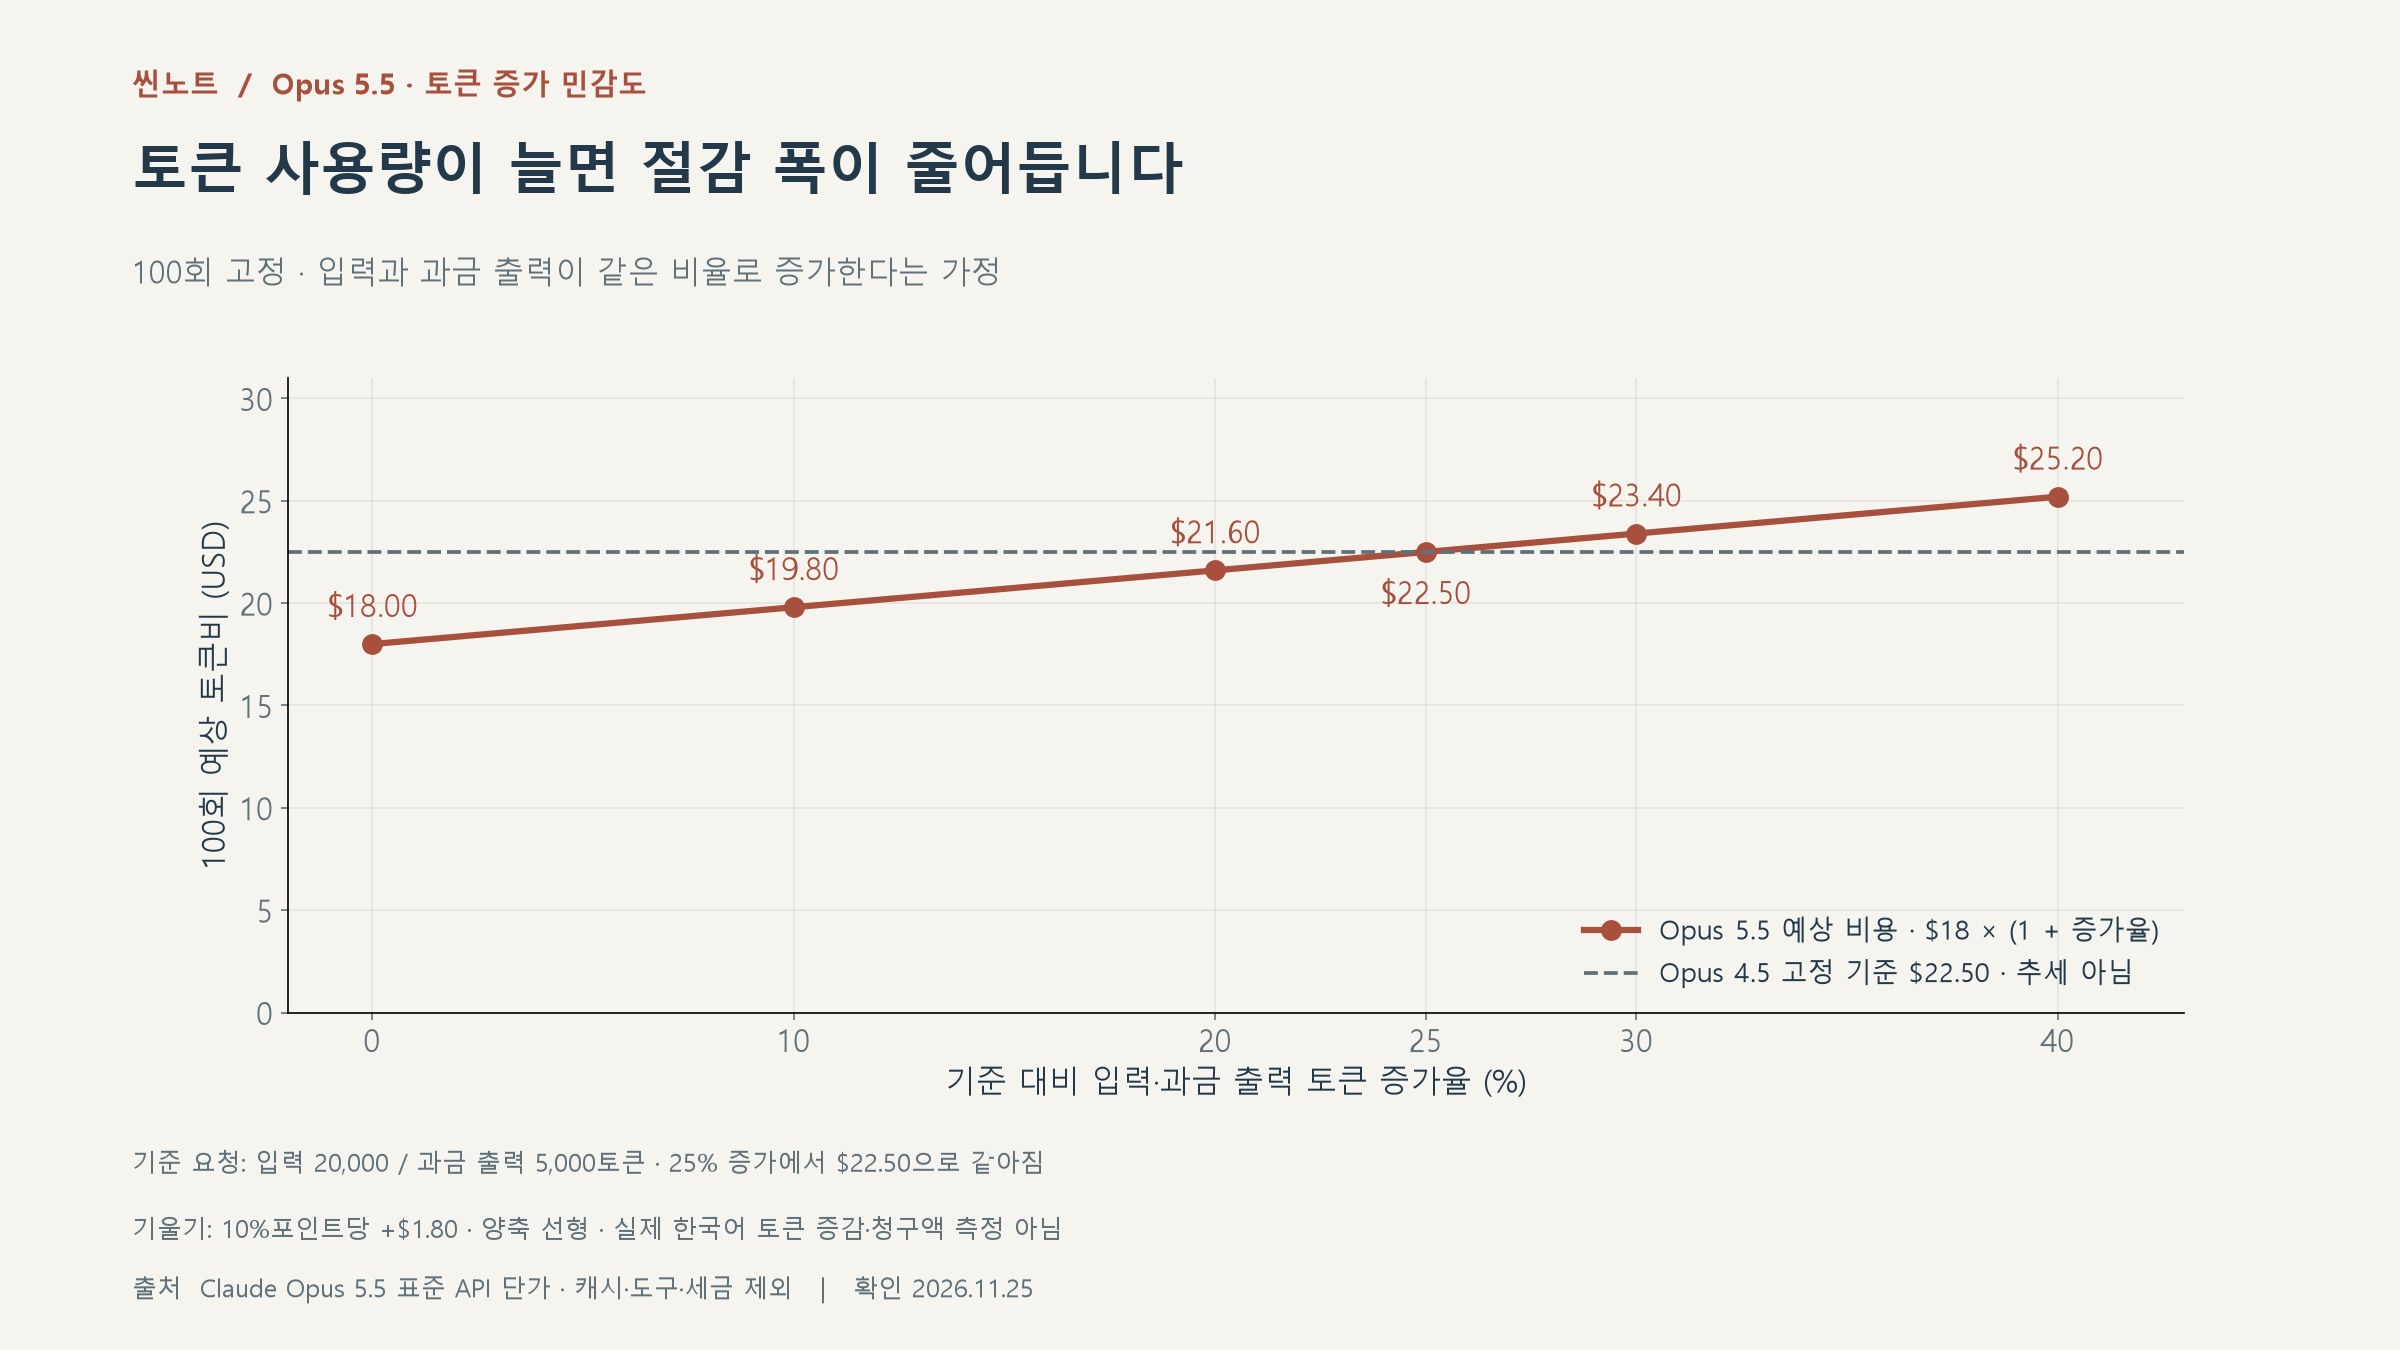 씬노트 / Opus 5.5 · 토큰 증가 민감도
토큰 사용량이 늘면 절감 폭이 줄어듭니다
100회 고정 · 입력과 과금 출력이 같은 비율로 증가한다는 가정
100회 예상 토큰비 (USD)
30
25
20
15
10
5
0
$18.00
$19.80
$21.60
$22.50
$23.40
$25.20
Opus 5.5 예상 비용 · $18 × (1 + 증가율)
Opus 4.5 고정 기준 $22.50 · 추세 아님
0 10 20 25 30 40
기준 대비 입력·과금 출력 토큰 증가율 (%)
기준 요청: 입력 20,000 / 과금 출력 5,000토큰 · 25% 증가에서 $22.50으로 같아짐
기울기: 10%포인트당 +$1.80 · 양축 선형 · 실제 한국어 토큰 증감·청구액 측정 아님
출처 Claude Opus 5.5 표준 API 단가 · 캐시·도구·세금 제외 | 확인 2026.11.25